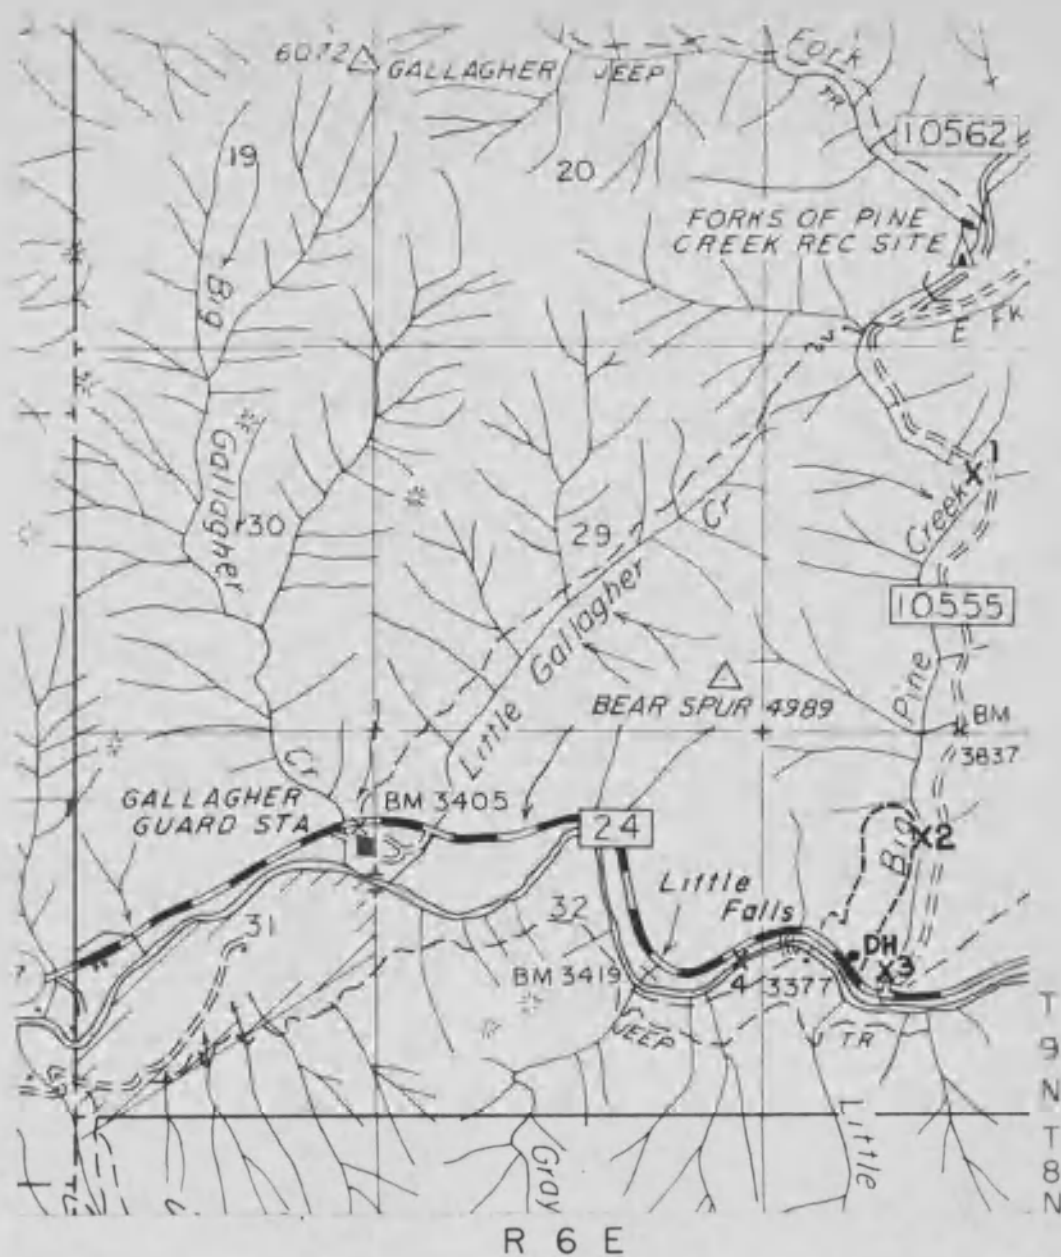 6072 GALLAGHER JEEP
FORK
TR
10562
19
20
FORKS OF PINE
CREEK REC SITE
E FK
Big
Gallagher
30
29
Cr
1
Creek
10555
Little Gallagher
BEAR SPUR 4989
Pine
BM
3837
Cr
GALLAGHER
GUARD STA
BM 3405
24
Big
X2
Little
Falls
31
32
DH
X3
BM 3419
4 3377
JEEP TR
T
9
N
T
8
N
Gray
Little
R 6 E